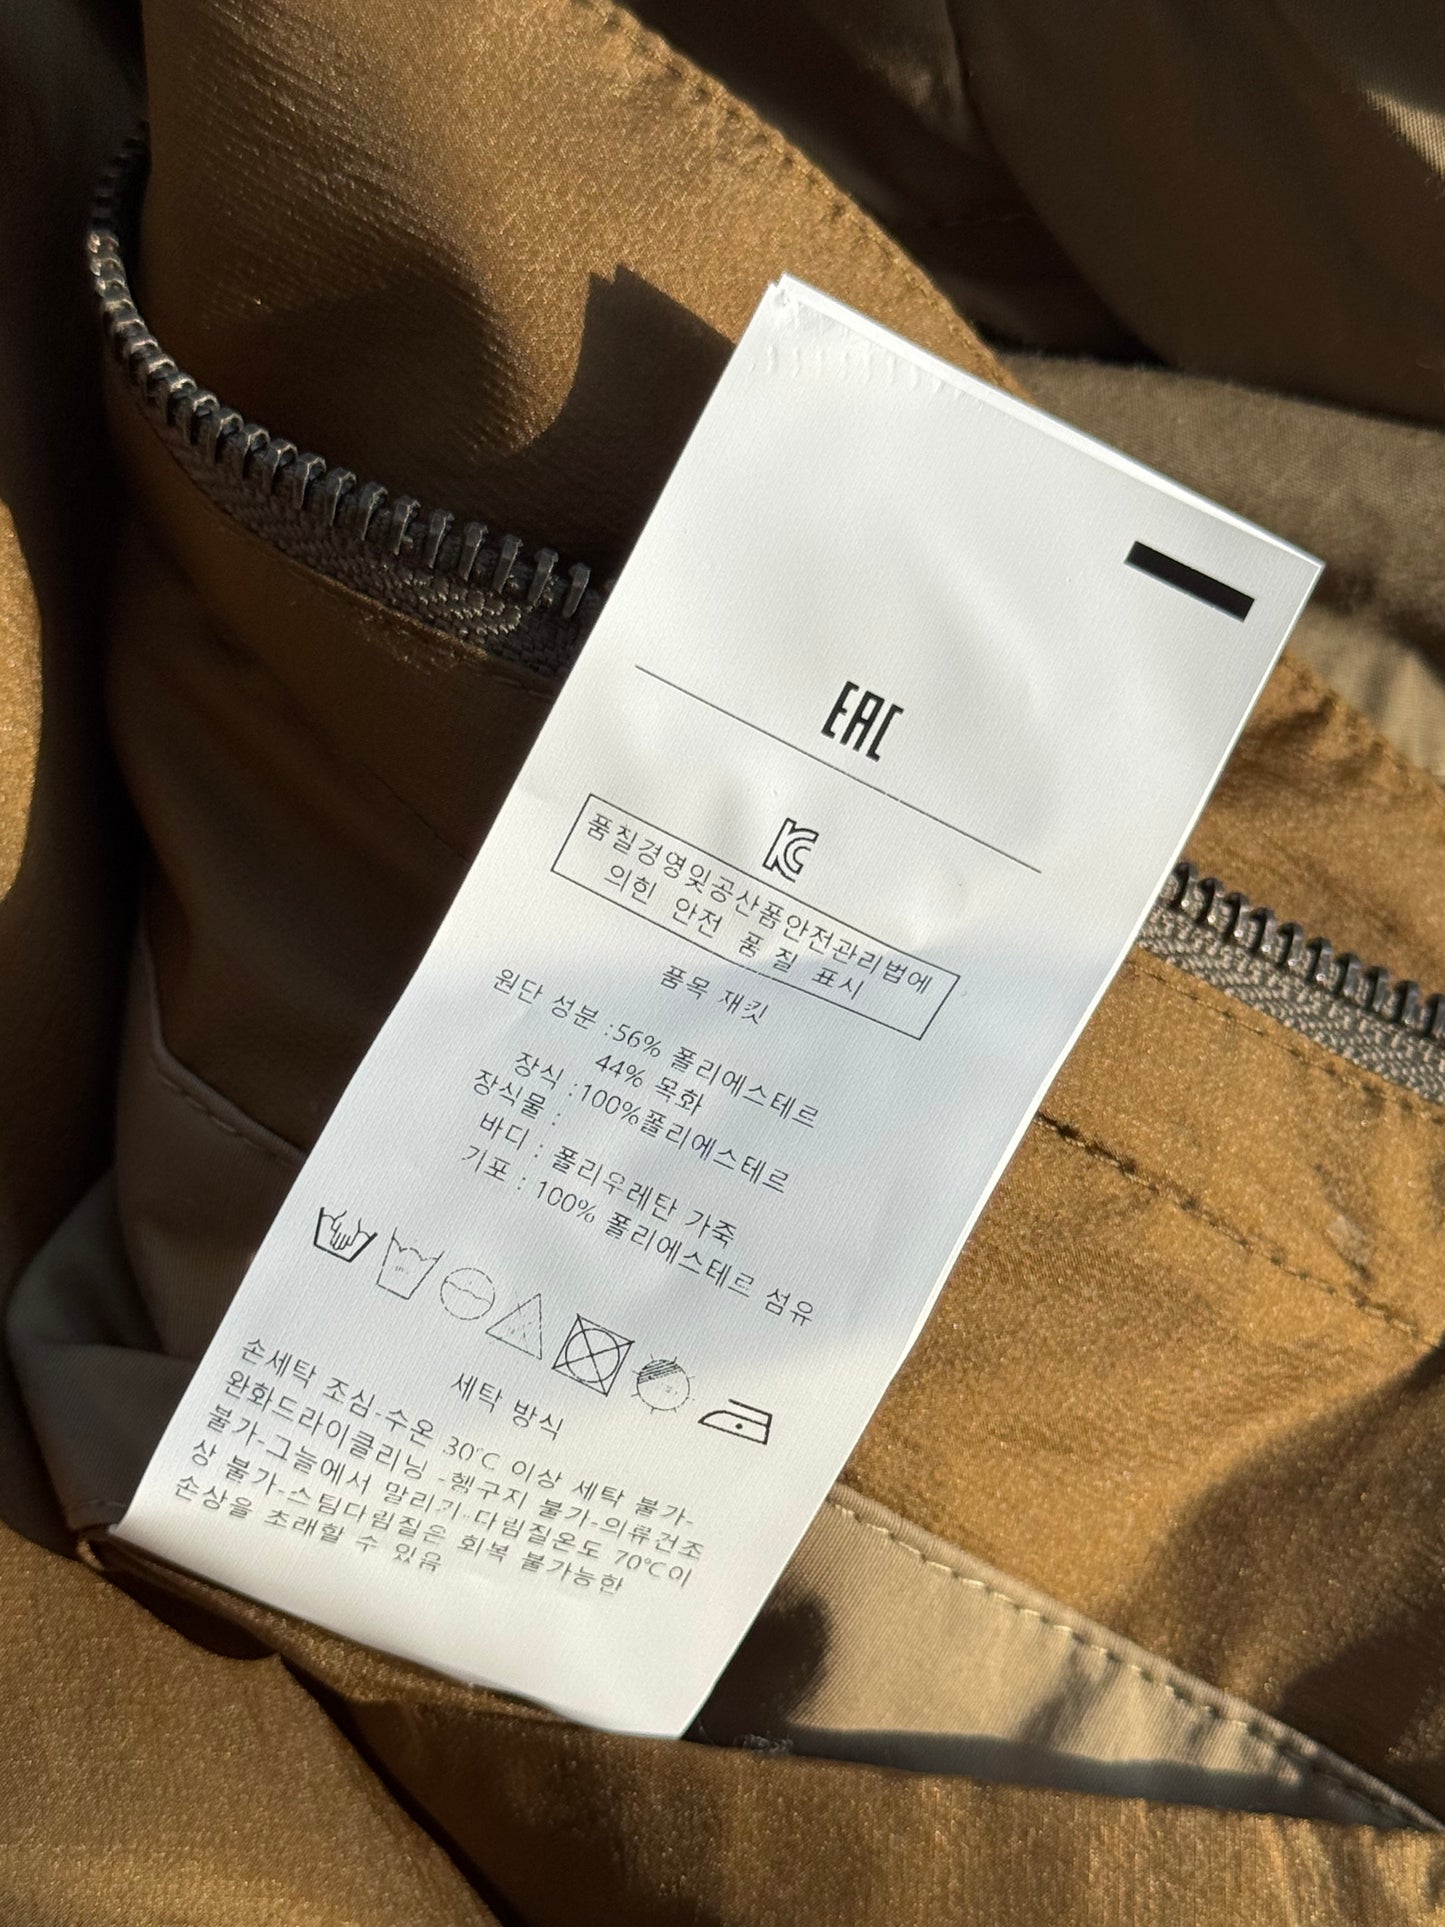 EAC
KC
품질경영및공산품안전관리법에
의힌 안전 품질 표시
품목 재킷
원단 성분 :56% 폴리에스테르
44% 목화
장식 :100%폴리에스테르
장식물 :
바디 : 폴리우레탄 가죽
기포 : 100% 폴리에스테르 섬유
세탁 방식
손세탁 조심-수온 30°C 이상 세탁 불가-
완화드라이클리닝 -헹구지 불가-의류건조
불가-그늘에서 말리기-다림질온도 70°C이
상 불가-스팀다림질은 회복 불가능한
손상을 초래할 수 있음